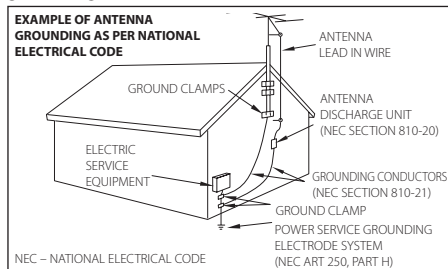 EXAMPLE OF ANTENNA
GROUNDING AS PER NATIONAL
ELECTRICAL CODE
ANTENNA
LEAD IN WIRE
GROUND CLAMPS
ANTENNA
DISCHARGE UNIT
(NEC SECTION 810-20)
ELECTRIC
SERVICE
EQUIPMENT
GROUNDING CONDUCTORS
(NEC SECTION 810-21)
GROUND CLAMP
POWER SERVICE GROUNDING
ELECTRODE SYSTEM
(NEC ART 250, PART H)
NEC – NATIONAL ELECTRICAL CODE